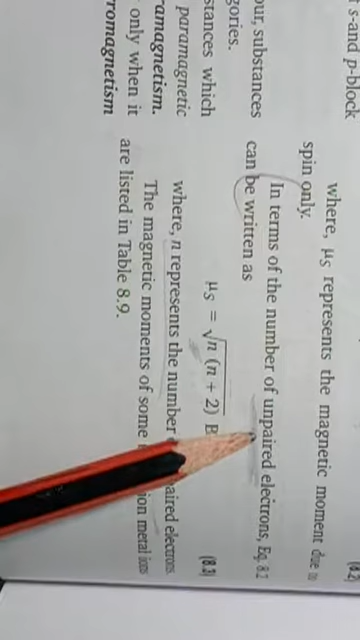 s-and p-block
our, substances
gories.
stances which
paramagnetic
amagnetism.
only when it
romagnetism
(8.2)
where, μS represents the magnetic moment due to
spin only.
In terms of the number of unpaired electrons, Eq. 8.2
can be written as
μS = √n (n + 2) B
(8.3)
where, n represents the number paired electrons.
The magnetic moments of some ion metal ions
are listed in Table 8.9.